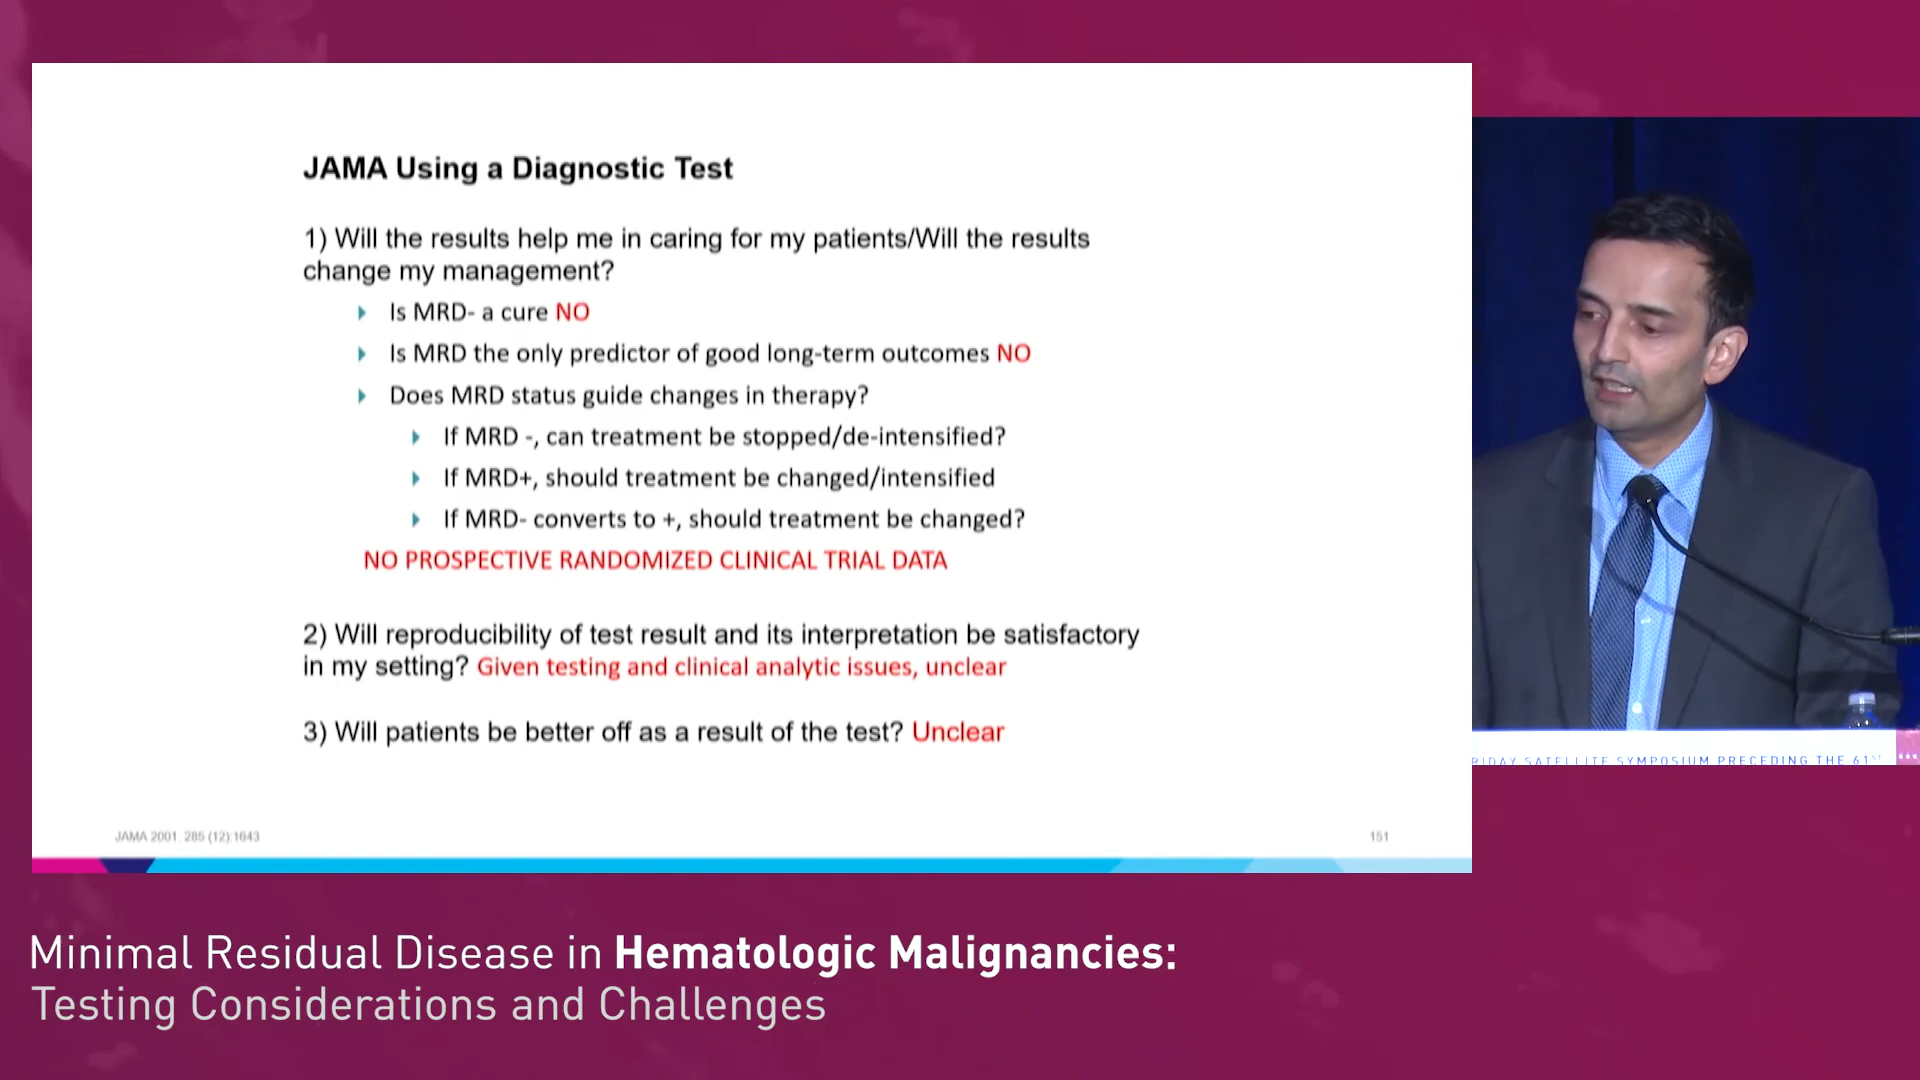 JAMA Using a Diagnostic Test
1) Will the results help me in caring for my patients/Will the results
change my management?
Is MRD- a cure NO
Is MRD the only predictor of good long-term outcomes NO
Does MRD status guide changes in therapy?
If MRD -, can treatment be stopped/de-intensified?
If MRD+, should treatment be changed/intensified
If MRD- converts to +, should treatment be changed?
NO PROSPECTIVE RANDOMIZED CLINICAL TRIAL DATA
2) Will reproducibility of test result and its interpretation be satisfactory
in my setting? Given testing and clinical analytic issues, unclear
3) Will patients be better off as a result of the test? Unclear
JAMA 2001. 285 (12):1643
151
RIDAY SATELLITE SYMPOSIUM PRECEDING THE 61ST
Minimal Residual Disease in Hematologic Malignancies:
Testing Considerations and Challenges